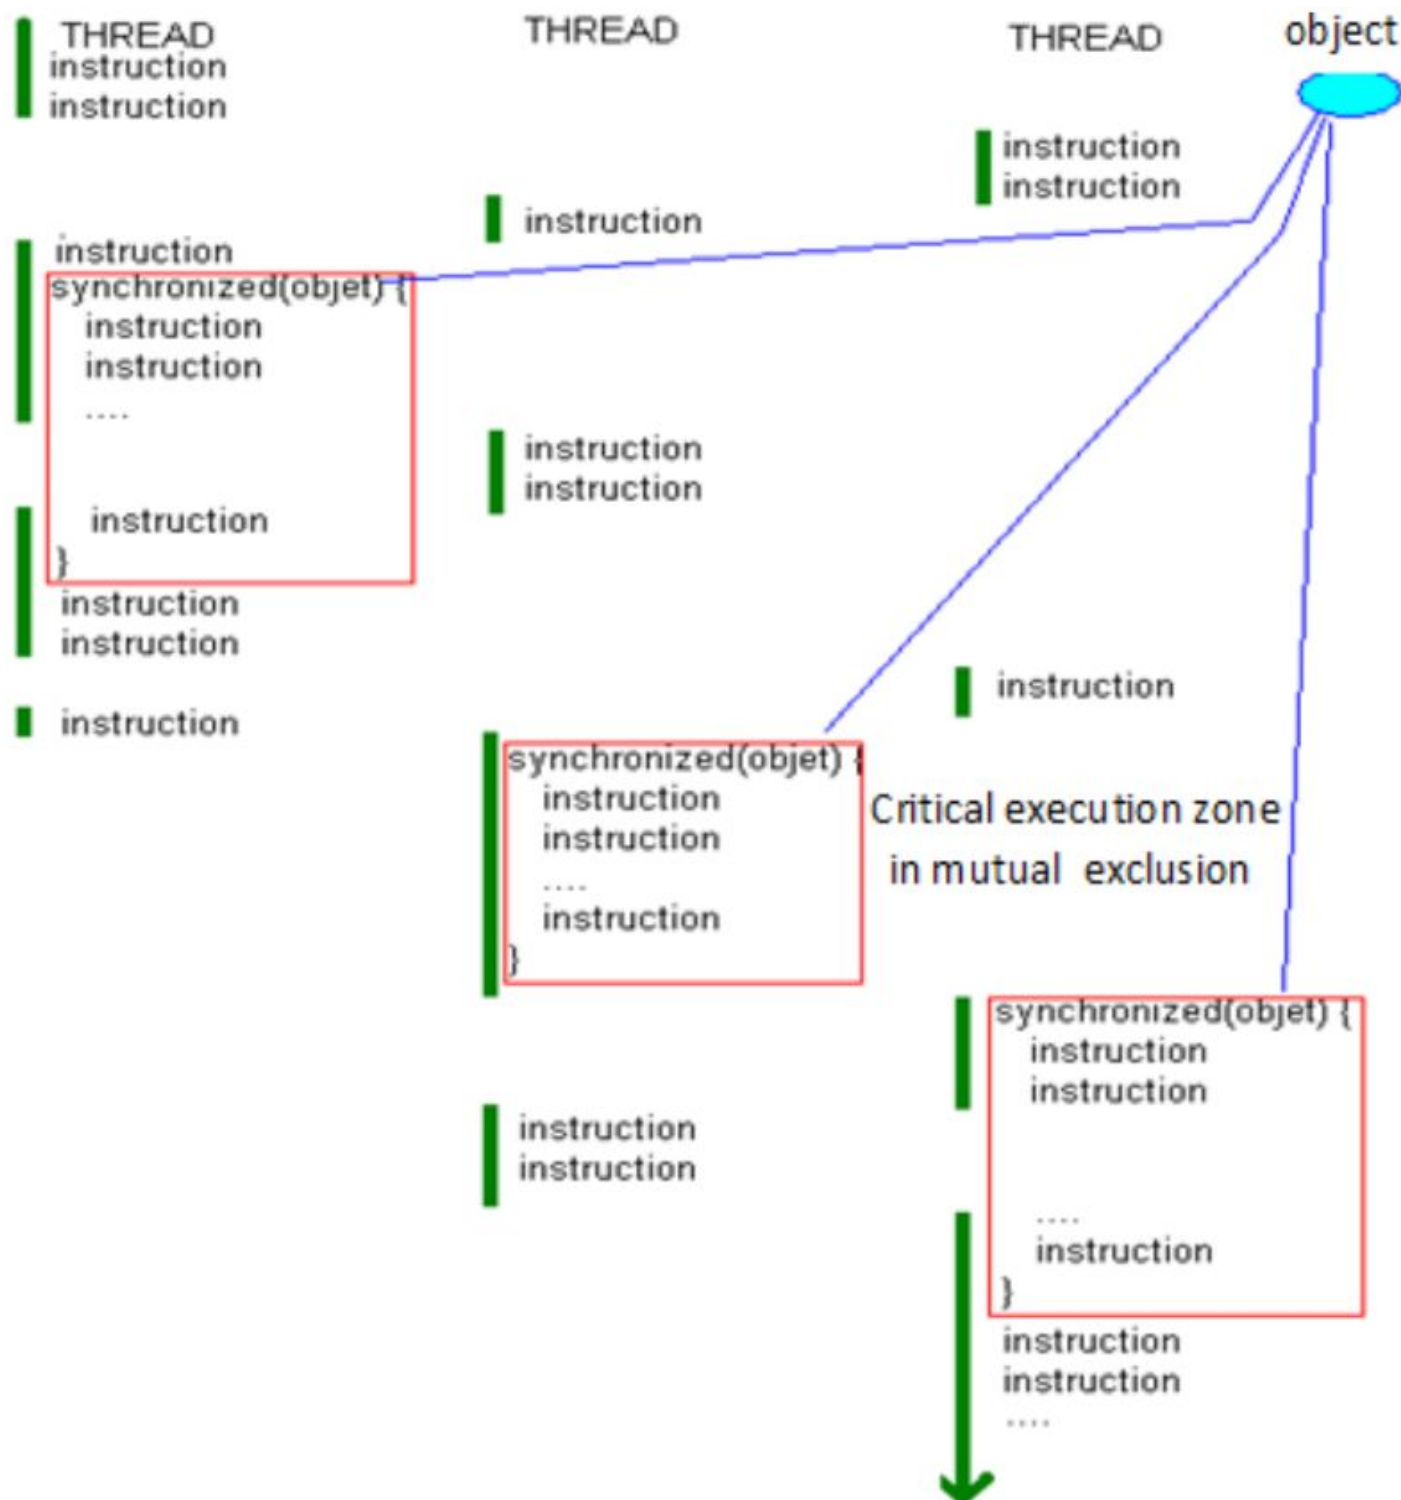 THREAD
instruction
instruction
instruction
synchronized(objet) {
instruction
instruction
....
instruction
}
instruction
instruction
instruction
THREAD
instruction
instruction
instruction
synchronized(objet) {
instruction
instruction
....
instruction
}
instruction
instruction
THREAD
instruction
instruction
instruction
Critical execution zone
in mutual exclusion
synchronized(objet) {
instruction
instruction
....
instruction
}
instruction
instruction
....
object